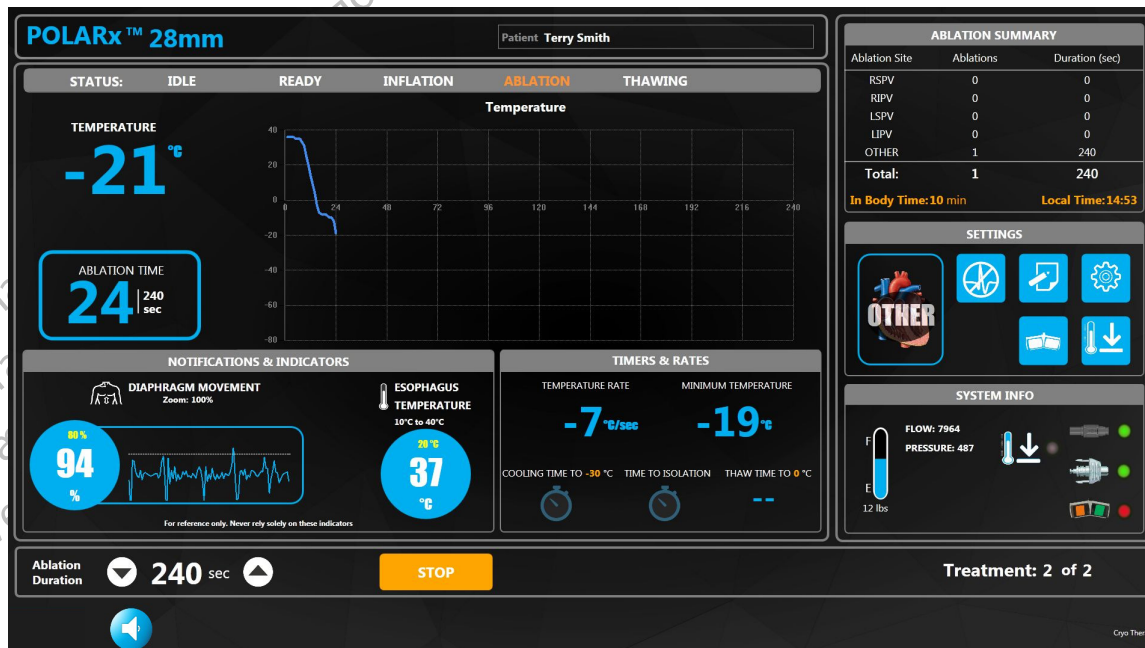 POLARx™ 28mm
Patient Terry Smith
STATUS: IDLE READY INFLATION ABLATION THAWING
Temperature
TEMPERATURE
-21 °C
40
20
0
0 24 48 72 96 120 144 168 192 216 240
-20
-40
-60
-80
ABLATION TIME
24 240
sec
NOTIFICATIONS & INDICATORS
DIAPHRAGM MOVEMENT
Zoom: 100%
80 %
94
%
For reference only. Never rely solely on these indicators
ESOPHAGUS
TEMPERATURE
10°C to 40°C
20 °C
37
°C
TIMERS & RATES
TEMPERATURE RATE MINIMUM TEMPERATURE
-7 °C/sec -19 °C
COOLING TIME TO -30 °C TIME TO ISOLATION THAW TIME TO 0 °C
--
ABLATION SUMMARY
Ablation Site Ablations Duration (sec)
RSPV 0 0
RIPV 0 0
LSPV 0 0
LIPV 0 0
OTHER 1 240
Total: 1 240
In Body Time: 10 min Local Time: 14:53
SETTINGS
OTHER
SYSTEM INFO
F
E
12 lbs
FLOW: 7964
PRESSURE: 487
Ablation
Duration
240 sec
STOP
Treatment: 2 of 2
Cryo Ther